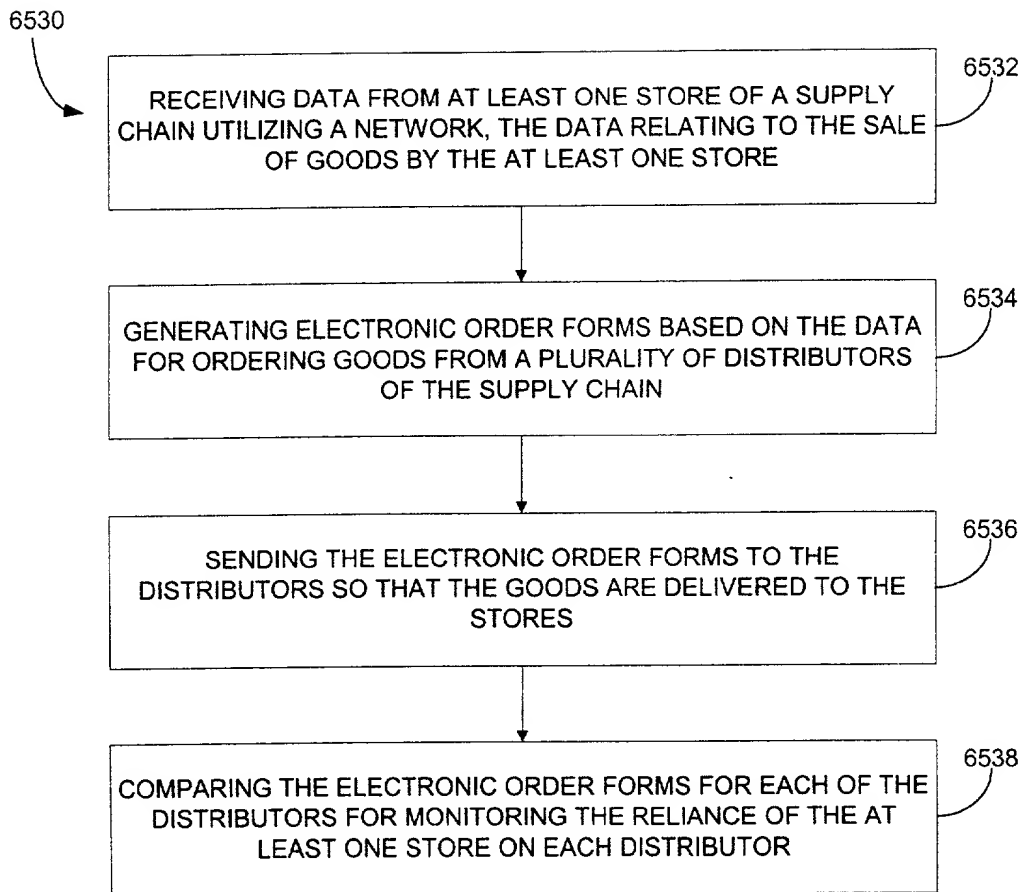 6530
6532
RECEIVING DATA FROM AT LEAST ONE STORE OF A SUPPLY
CHAIN UTILIZING A NETWORK, THE DATA RELATING TO THE SALE
OF GOODS BY THE AT LEAST ONE STORE
6534
GENERATING ELECTRONIC ORDER FORMS BASED ON THE DATA
FOR ORDERING GOODS FROM A PLURALITY OF DISTRIBUTORS
OF THE SUPPLY CHAIN
6536
SENDING THE ELECTRONIC ORDER FORMS TO THE
DISTRIBUTORS SO THAT THE GOODS ARE DELIVERED TO THE
STORES
6538
COMPARING THE ELECTRONIC ORDER FORMS FOR EACH OF THE
DISTRIBUTORS FOR MONITORING THE RELIANCE OF THE AT
LEAST ONE STORE ON EACH DISTRIBUTOR